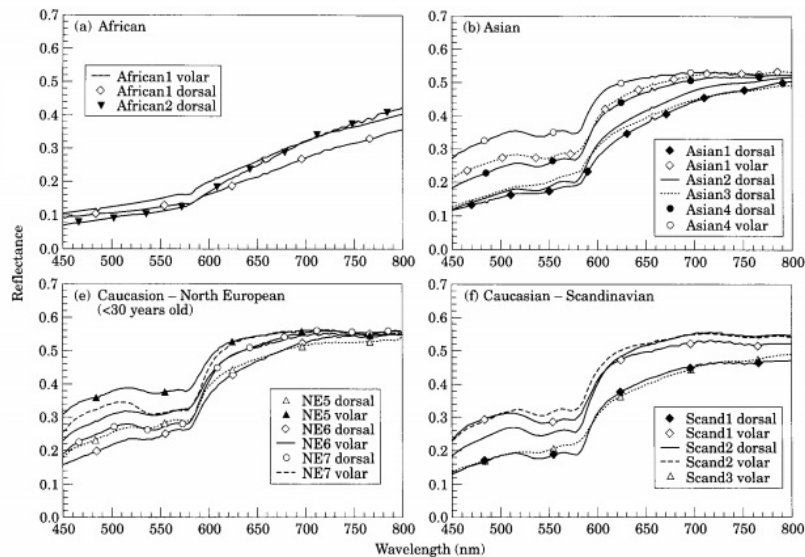 (a) African
African1 volar
African1 dorsal
African2 dorsal
0.7
0.6
0.5
0.4
0.3
0.2
0.1
0.0
450 500 550 600 650 700 750 800
(b) Asian
Asian1 dorsal
Asian1 volar
Asian2 dorsal
Asian3 dorsal
Asian4 dorsal
Asian4 volar
0.7
0.6
0.5
0.4
0.3
0.2
0.1
0.0
450 500 550 600 650 700 750 800
Reflectance
(e) Caucasion – North European
(<30 years old)
NE5 dorsal
NE5 volar
NE6 dorsal
NE6 volar
NE7 dorsal
NE7 volar
0.7
0.6
0.5
0.4
0.3
0.2
0.1
0.0
450 500 550 600 650 700 750 800
(f) Caucasian – Scandinavian
Scand1 dorsal
Scand1 volar
Scand2 dorsal
Scand2 volar
Scand3 volar
0.7
0.6
0.5
0.4
0.3
0.2
0.1
0.0
450 500 550 600 650 700 750 800
Wavelength (nm)